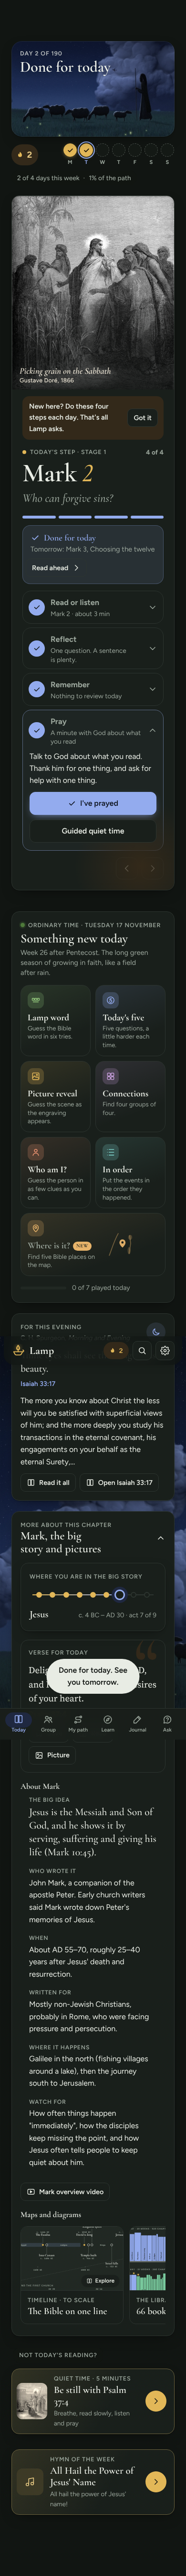 DAY 2 OF 190
Done for today
2
M T W T F S S
2 of 4 days this week · 1% of the path
Picking grain on the Sabbath
Gustave Doré, 1866
New here? Do these four
steps each day. That's all
Lamp asks.
Got it
TODAY'S STEP · STAGE 1
4 of 4
Mark 2
Who can forgive sins?
Done for today
Tomorrow: Mark 3, Choosing the twelve
Read ahead
Read or listen
Mark 2 · about 3 min
Reflect
One question. A sentence
is plenty.
Remember
Nothing to review today
Pray
A minute with God about what
you read
Talk to God about what you read.
Thank him for one thing, and ask for
help with one thing.
I've prayed
Guided quiet time
ORDINARY TIME · TUESDAY 17 NOVEMBER
Something new today
Week 26 after Pentecost. The long green
season of growing in faith, like a field
after rain.
Lamp word
Guess the Bible
word in six tries.
Today's five
Five questions, a
little harder each
time.
Picture reveal
Guess the scene as
the engraving
appears.
Connections
Find four groups of
four.
Who am I?
Guess the person in
as few clues as you
can.
In order
Put the events in
the order they
happened.
Where is it? NEW
Find five Bible places on
the map.
0 of 7 played today
FOR THIS EVENING
Lamp
2
beauty.
Isaiah 33:17
The more you know about Christ the less
will you be satisfied with superficial views
of him; and the more deeply you study his
transactions in the eternal covenant, his
engagements on your behalf as the
eternal Surety,...
Read it all
Open Isaiah 33:17
MORE ABOUT THIS CHAPTER
Mark, the big
story and pictures
WHERE YOU ARE IN THE BIG STORY
Jesus
c. 4 BC – AD 30 · act 7 of 9
VERSE FOR TODAY
Done for today. See
you tomorrow.
of your heart.
Today
Group
My path
Learn
Journal
Ask
Picture
About Mark
THE BIG IDEA
Jesus is the Messiah and Son of
God, and he shows it by
serving, suffering and giving his
life (Mark 10:45).
WHO WROTE IT
John Mark, a companion of the
apostle Peter. Early church writers
said Mark wrote down Peter's
memories of Jesus.
WHEN
About AD 55–70, roughly 25–40
years after Jesus' death and
resurrection.
WRITTEN FOR
Mostly non-Jewish Christians,
probably in Rome, who were facing
pressure and persecution.
WHERE IT HAPPENS
Galilee in the north (fishing villages
around a lake), then the journey
south to Jerusalem.
WATCH FOR
How often things happen
"immediately", how the disciples
keep missing the point, and how
Jesus often tells people to keep
quiet about him.
Mark overview video
Maps and diagrams
Explore
TIMELINE · TO SCALE
The Bible on one line
THE LIBR
66 book
NOT TODAY'S READING?
QUIET TIME · 5 MINUTES
Be still with Psalm
37:4
Breathe, read slowly, listen
and pray
HYMN OF THE WEEK
All Hail the Power of
Jesus' Name
All hail the power of Jesus'
name!